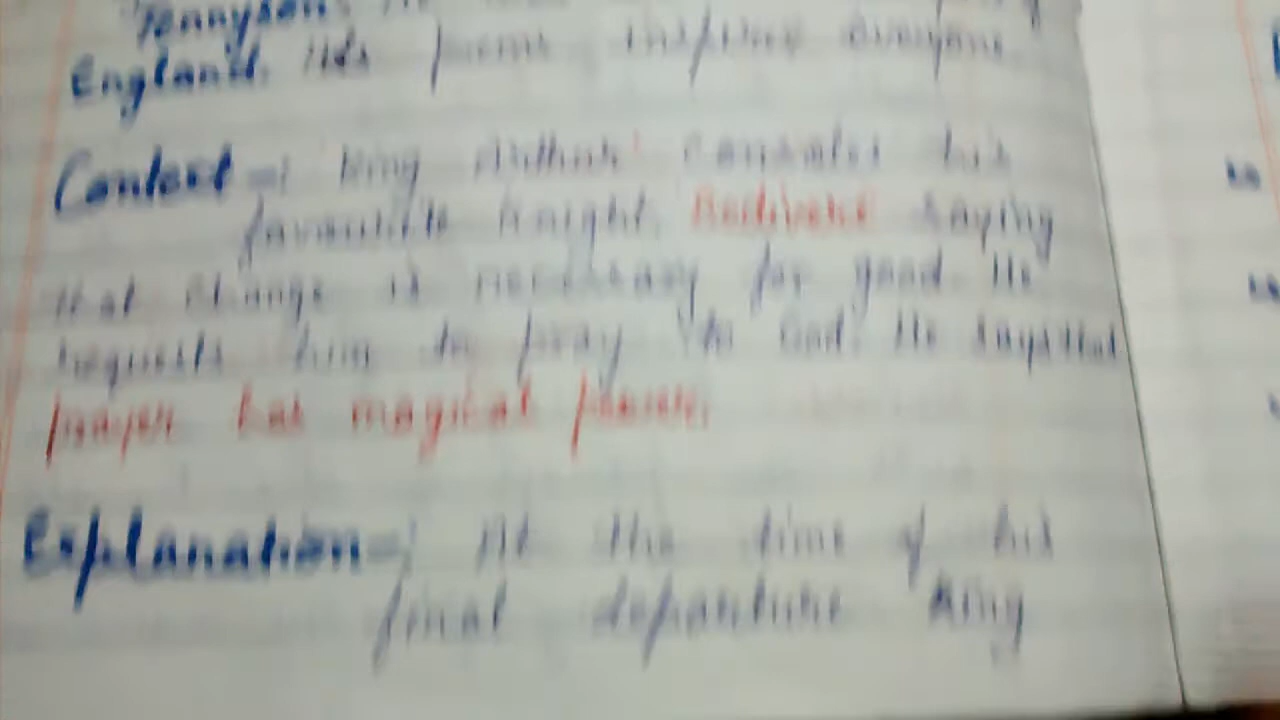 Tennyson. He
England. His poems inspires everyone.
Context -: King Arthur consoles his
favourite knight, Bedivere saying
that change is necessary for good. He
requests him to pray to God. He says that
prayer has magical power.
Explanation -: At the time of his
final departure King